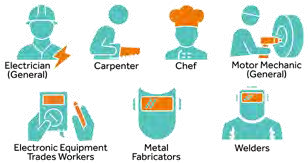 Electrician
(General)
Carpenter
Chef
Motor Mechanic
(General)
Electronic Equipment
Trades Workers
Metal
Fabricators
Welders